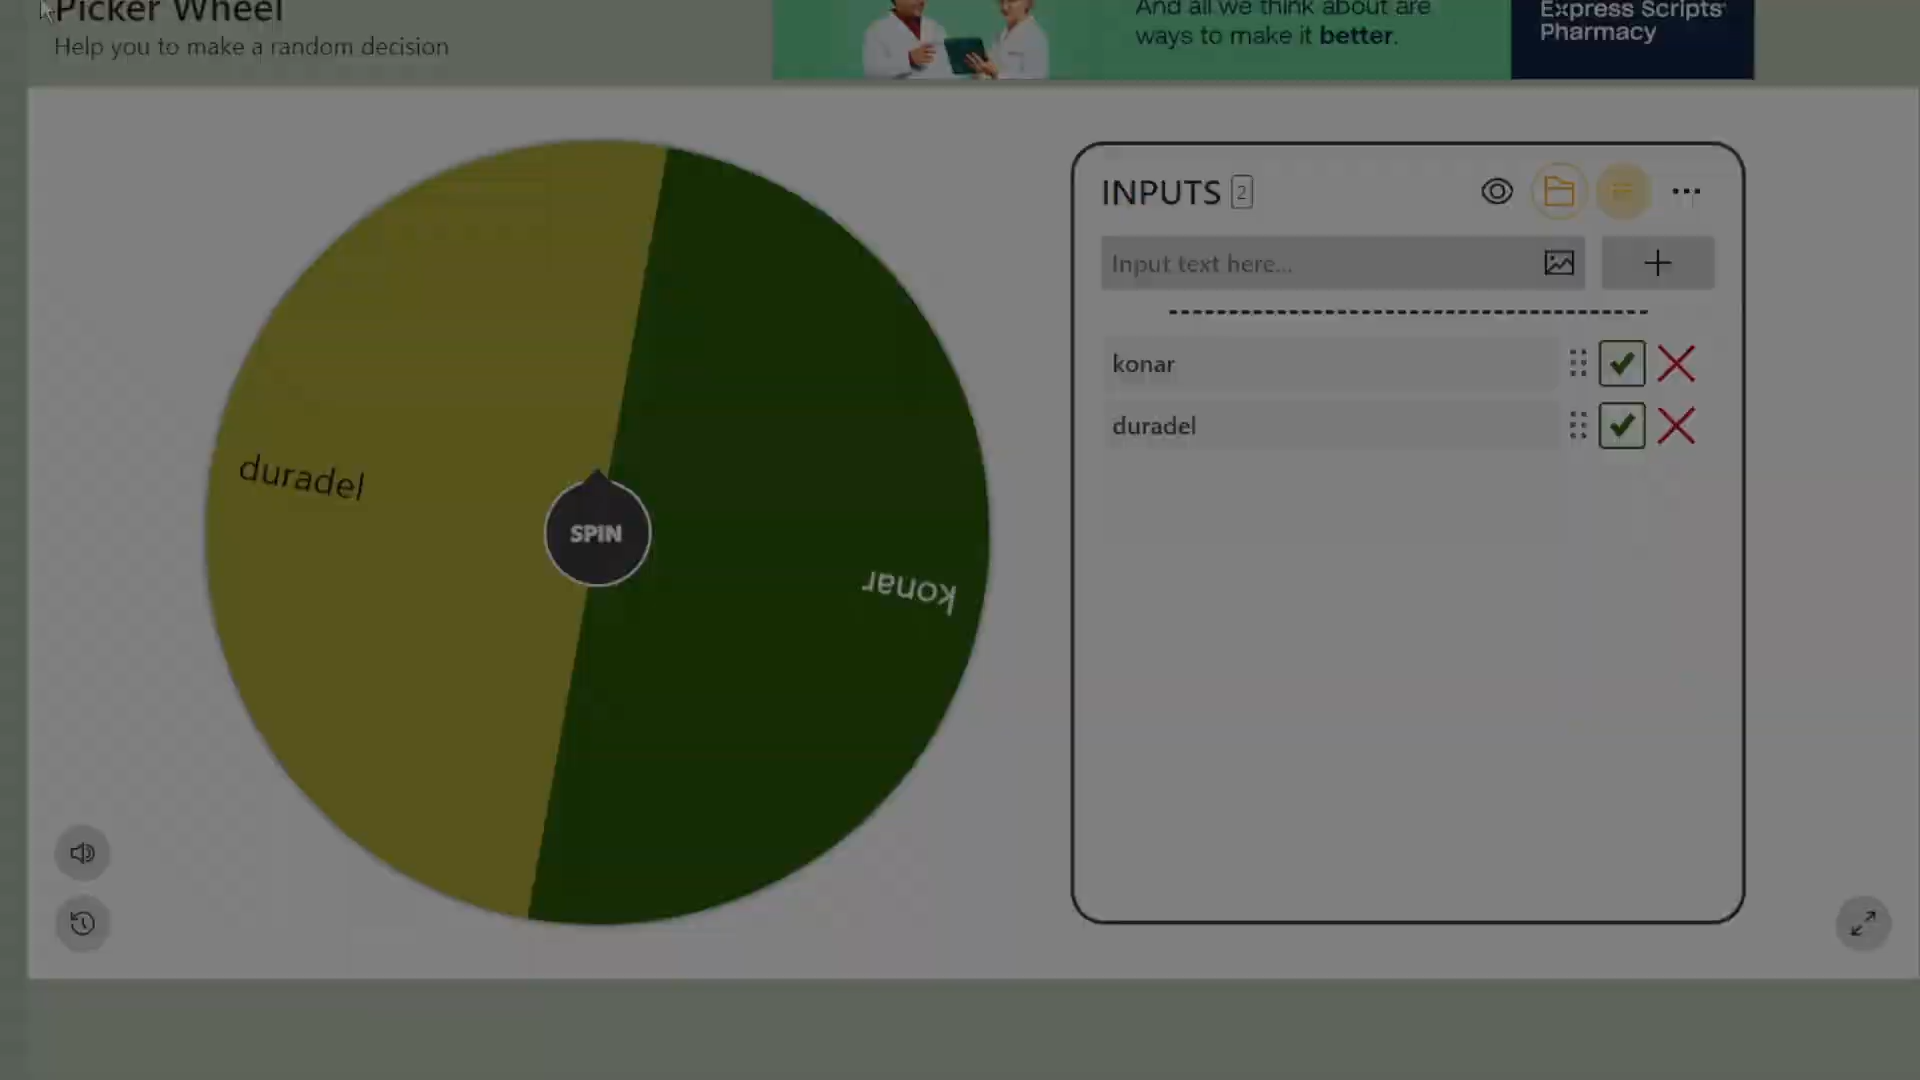 Picker Wheel
Help you to make a random decision
And all we think about are
ways to make it better.
Express Scripts®
Pharmacy
INPUTS 2
Input text here...
konar
duradel
duradel
SPIN
konar